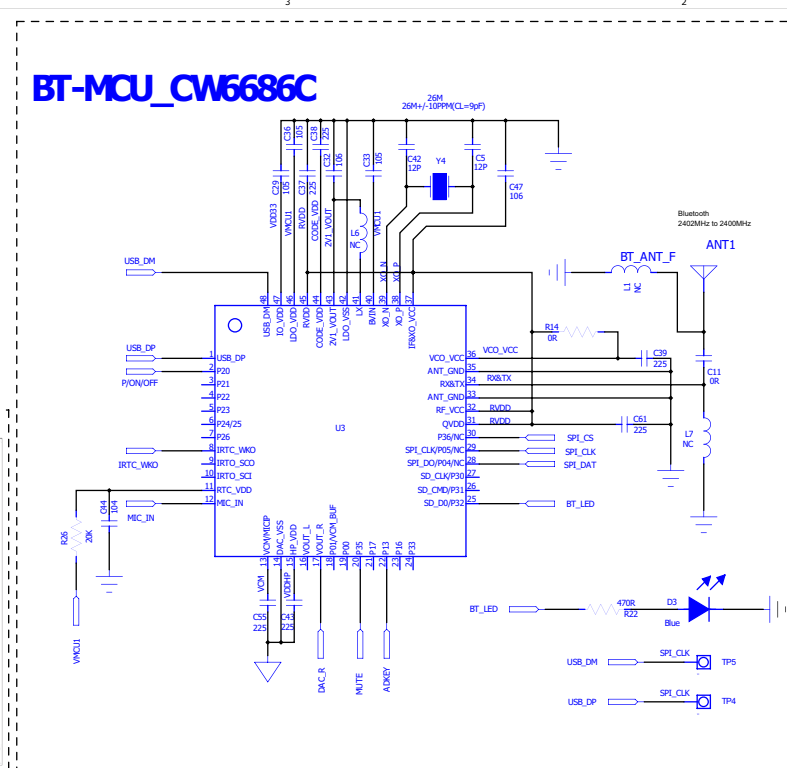 3
2
BT-MCU_CW6686C
26M
26M+/-10PPM(CL=9pF)
C36
105
C38
225
C29
105
C37
225
C32
106
C33
105
C42
12P
Y4
C5
12P
C47
106
VDD33
VMCU1
RVDD
CODE_VDD
2V1_VOUT
L6
NC
VMCU1
XO_N
XO_P
Bluetooth
2402MHz to 2400MHz
ANT1
BT_ANT_F
L1
NC
USB_DM
48 USB_DM
47 IO_VDD
46 LDO_VDD
45 RVDD
44 CODE_VDD
43 2V1_VOUT
42 LDO_VSS
41 LX
40 BVIN
39 XO_N
38 XO_P
37 IF&XO_VCC
R14
0R
USB_DP
P/ON/OFF
IRTC_WKO
MIC_IN
1 USB_DP
2 P20
3 P21
4 P22
5 P23
6 P24/25
7 P26
8 IRTC_WKO
9 IRTO_SCO
10 IRTO_SCI
11 RTC_VDD
12 MIC_IN
U3
VCO_VCC 36
ANT_GND 35
RX&TX 34
ANT_GND 33
RF_VCC 32
QVDD 31
P36/NC 30
SPI_CLK/P05/NC 29
SPI_DO/P04/NC 28
SD_CLK/P30 27
SD_CMD/P31 26
SD_D0/P32 25
VCO_VCC
RX&TX
RVDD
RVDD
C39
225
C11
0R
C61
225
L7
NC
SPI_CS
SPI_CLK
SPI_DAT
BT_LED
R26
20K
C44
104
VMCU1
13 VCM/MICIP
14 DAC_VSS
15 HP_VDD
16 VOUT_L
17 VOUT_R
18 P01/VCM_BUF
19 P00
20 P35
21 P17
22 P13
23 P16
24 P33
VCM
VDDHP
C55
225
C43
225
DAC_R
MUTE
ADKEY
BT_LED
470R
R22
D3
Blue
USB_DM
SPI_CLK
TP5
USB_DP
SPI_CLK
TP4